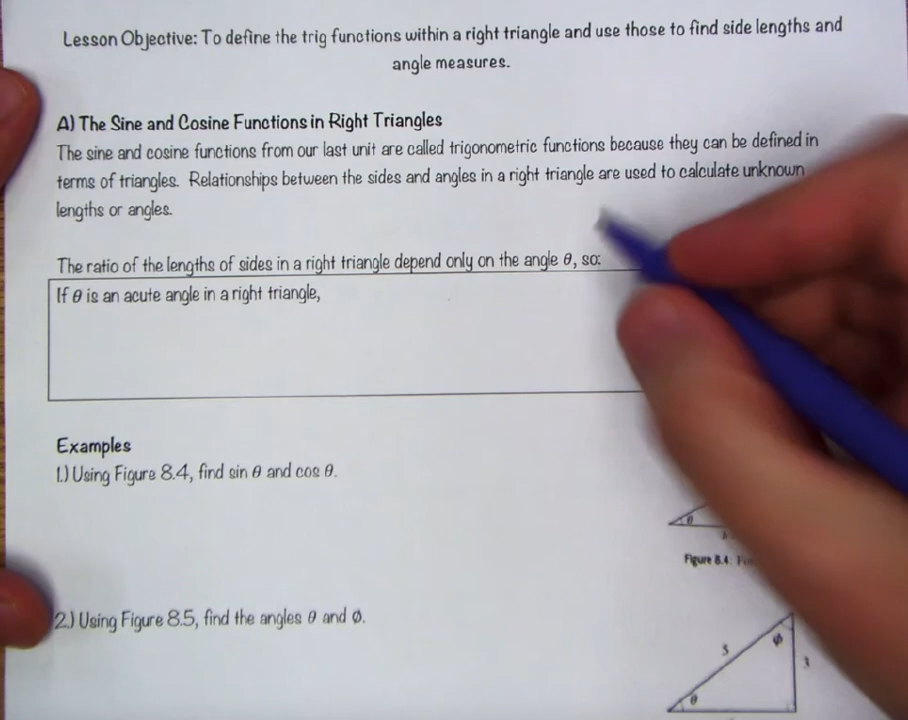 Lesson Objective: To define the trig functions within a right triangle and use those to find side lengths and
angle measures.
A) The Sine and Cosine Functions in Right Triangles
The sine and cosine functions from our last unit are called trigonometric functions because they can be defined in
terms of triangles. Relationships between the sides and angles in a right triangle are used to calculate unknown
lengths or angles.
The ratio of the lengths of sides in a right triangle depend only on the angle θ, so:
If θ is an acute angle in a right triangle,
Examples
1.) Using Figure 8.4, find sin θ and cos θ.
θ
Figure 8.4.
2.) Using Figure 8.5, find the angles θ and ϕ.
ϕ
5
3
θ